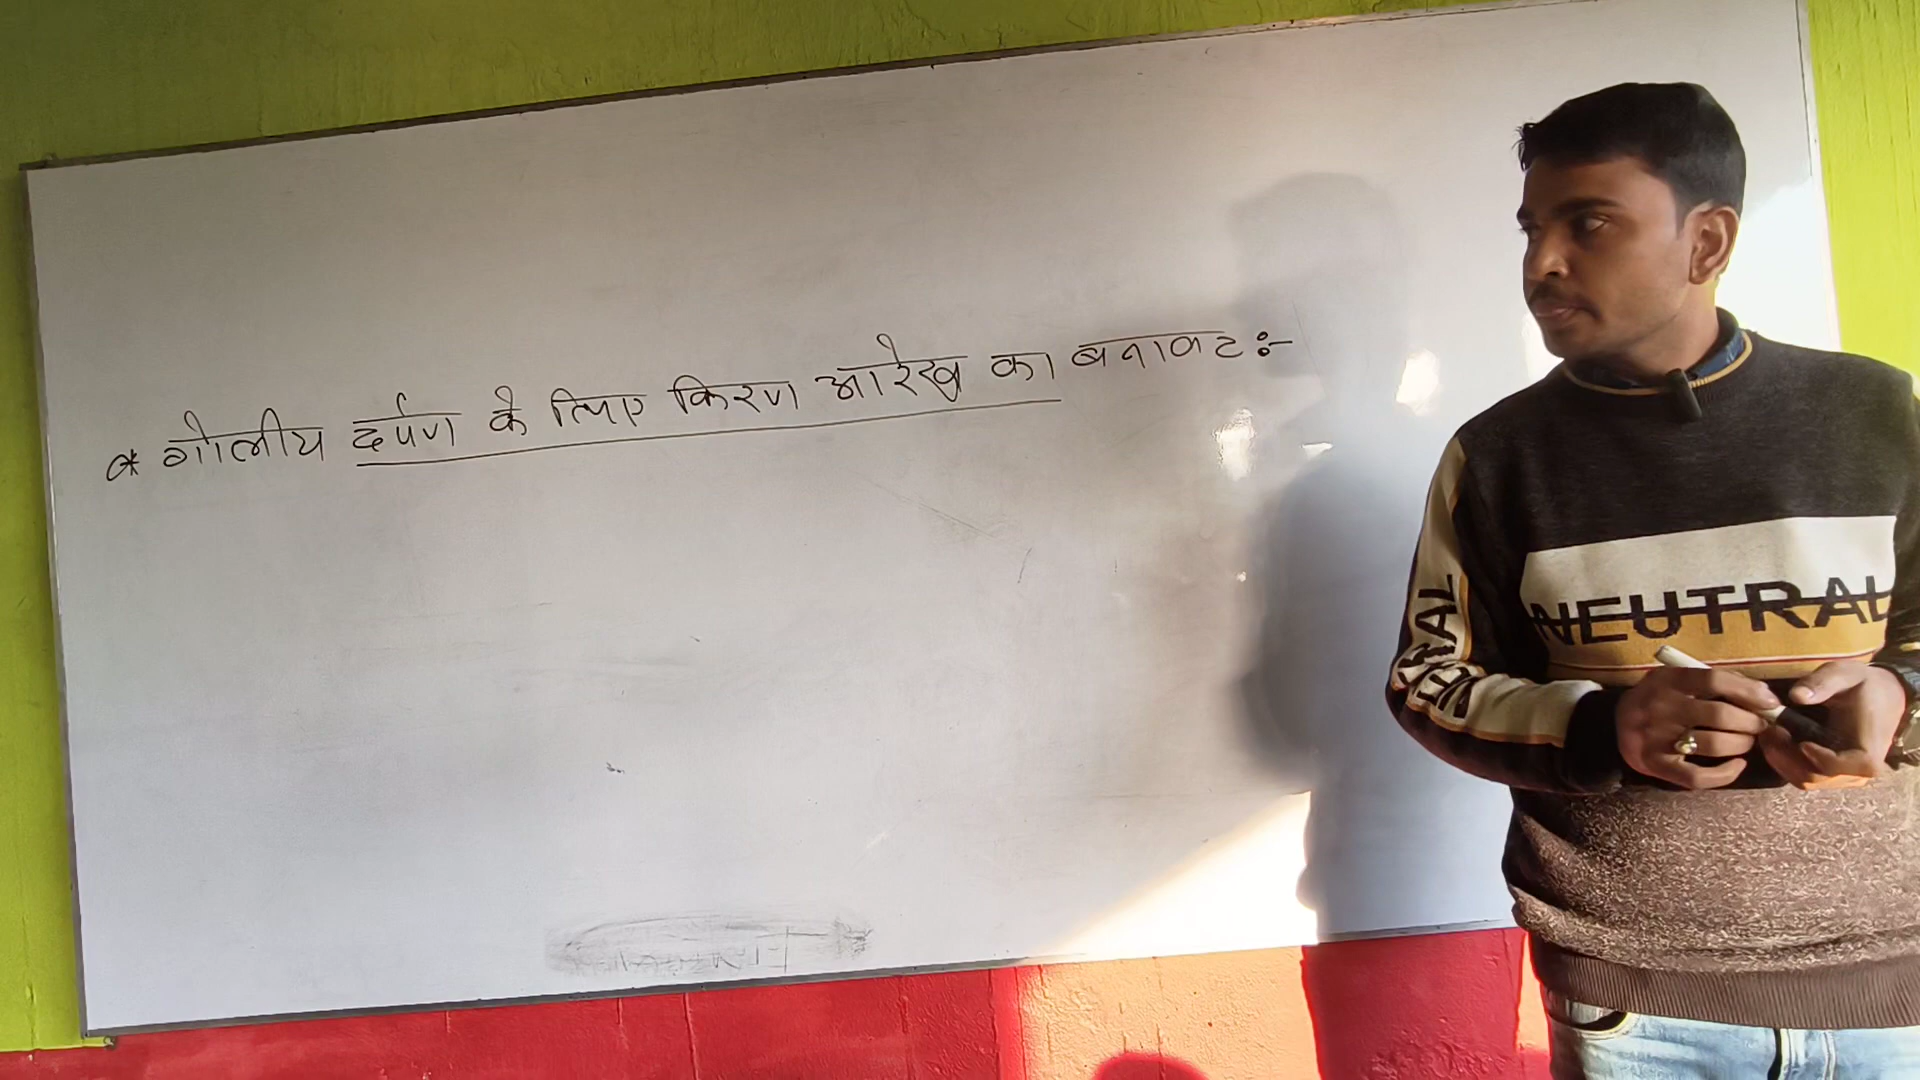 * गोलीय दर्पण के लिए किरण आरेख का बनावट :-
NEUTRAL